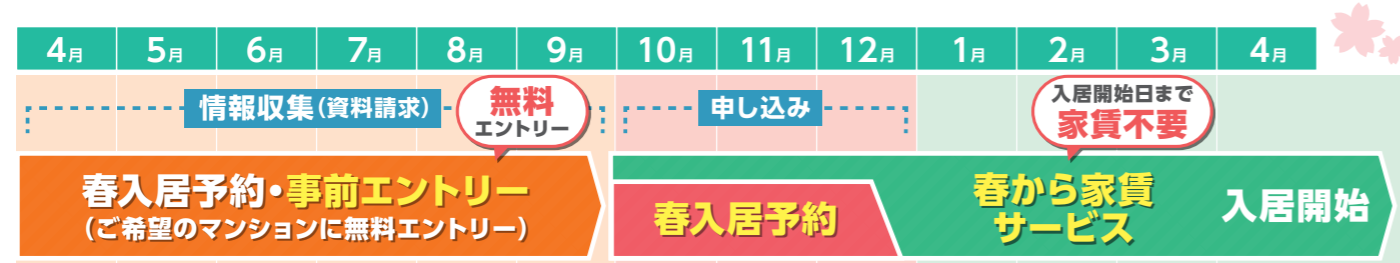 4月 5月 6月 7月 8月 9月 10月 11月 12月 1月 2月 3月 4月
情報収集(資料請求)
無料
エントリー
申し込み
入居開始日まで
家賃不要
春入居予約・事前エントリー
(ご希望のマンションに無料エントリー)
春入居予約
春から家賃
サービス
入居開始